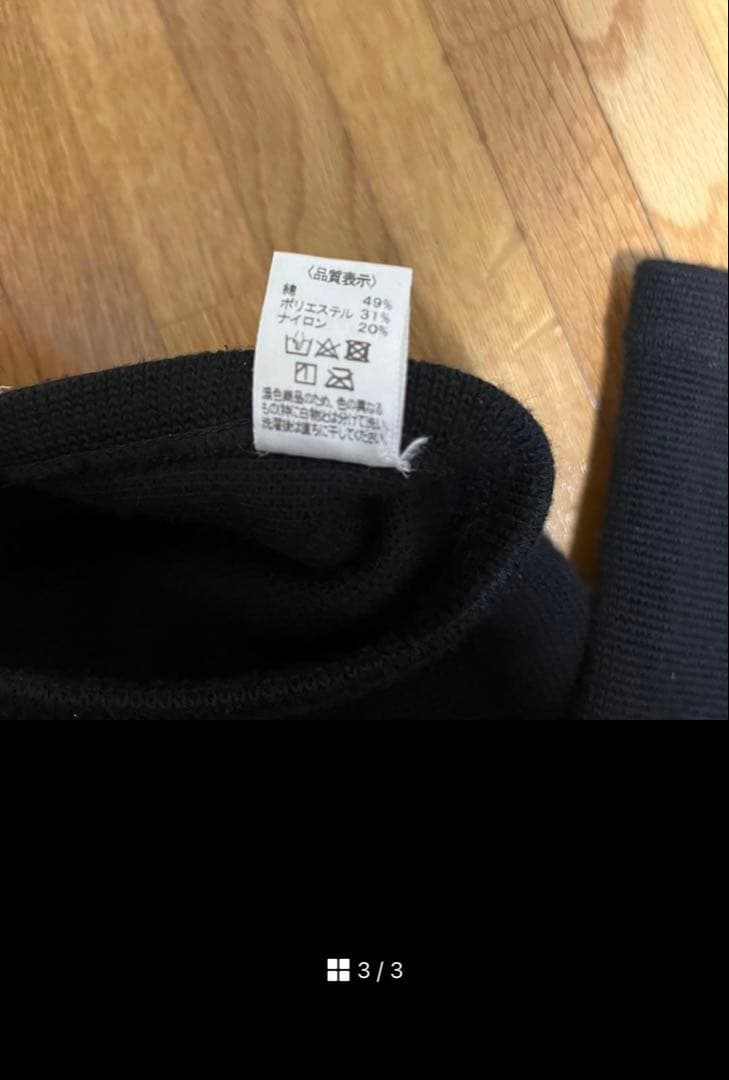 〈品質表示〉
綿 49%
ポリエステル 31%
ナイロン 20%
濃色商品のため、色の異なる
もの(特に白物)とは分けて洗い、
洗濯後は直ちに干してください。
3 / 3